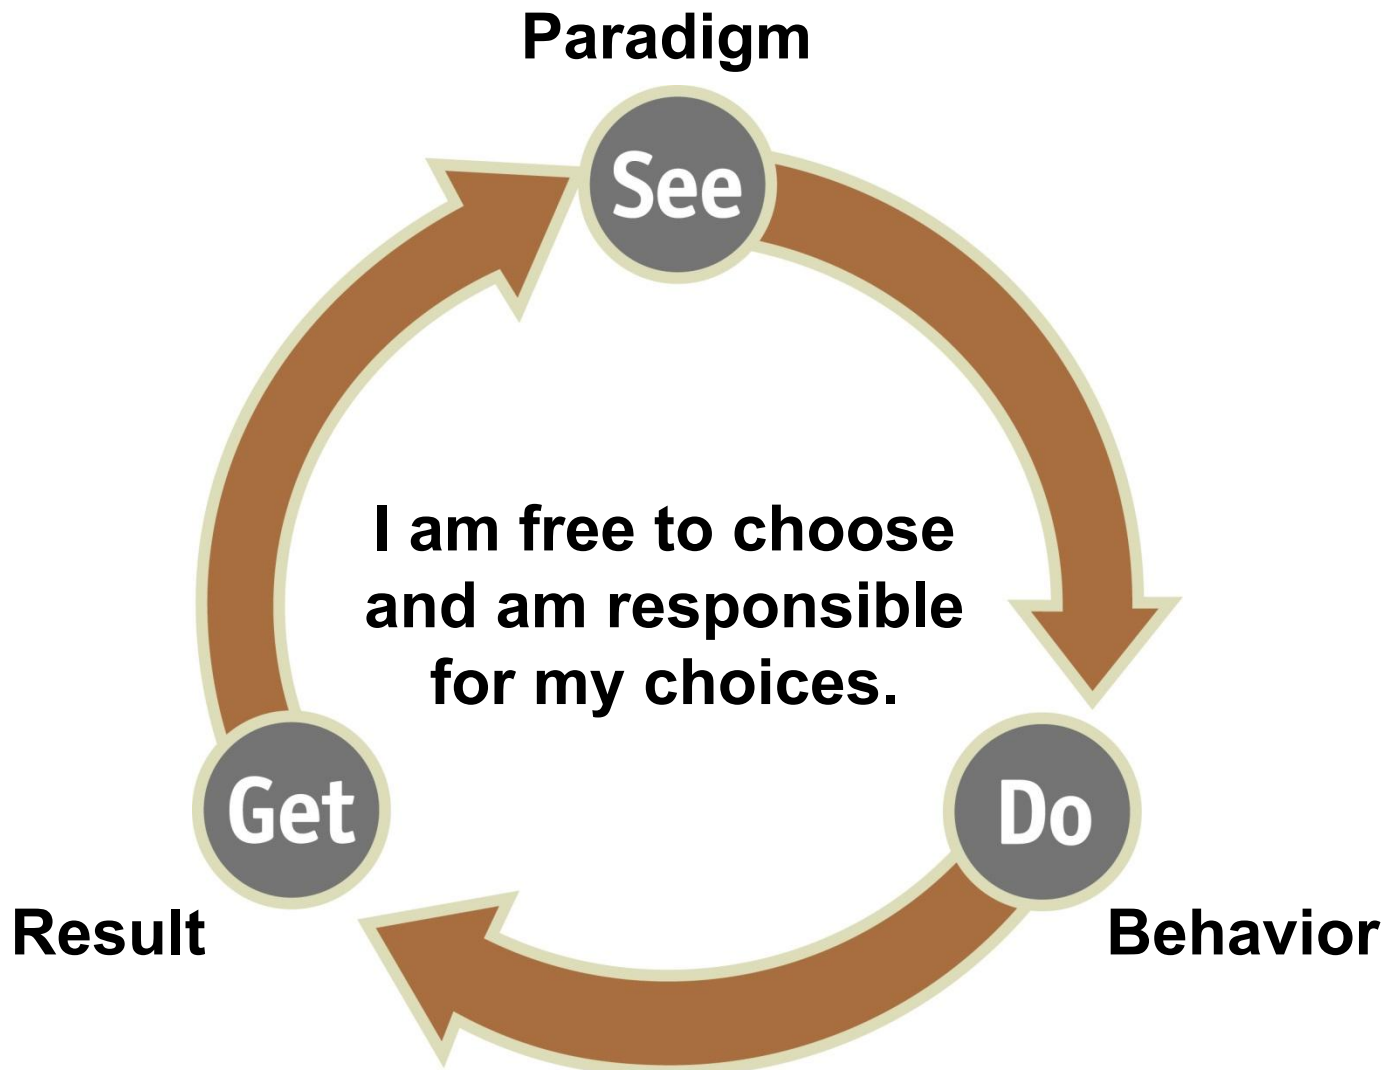 Paradigm
See
I am free to choose
and am responsible
for my choices.
Get
Do
Result
Behavior